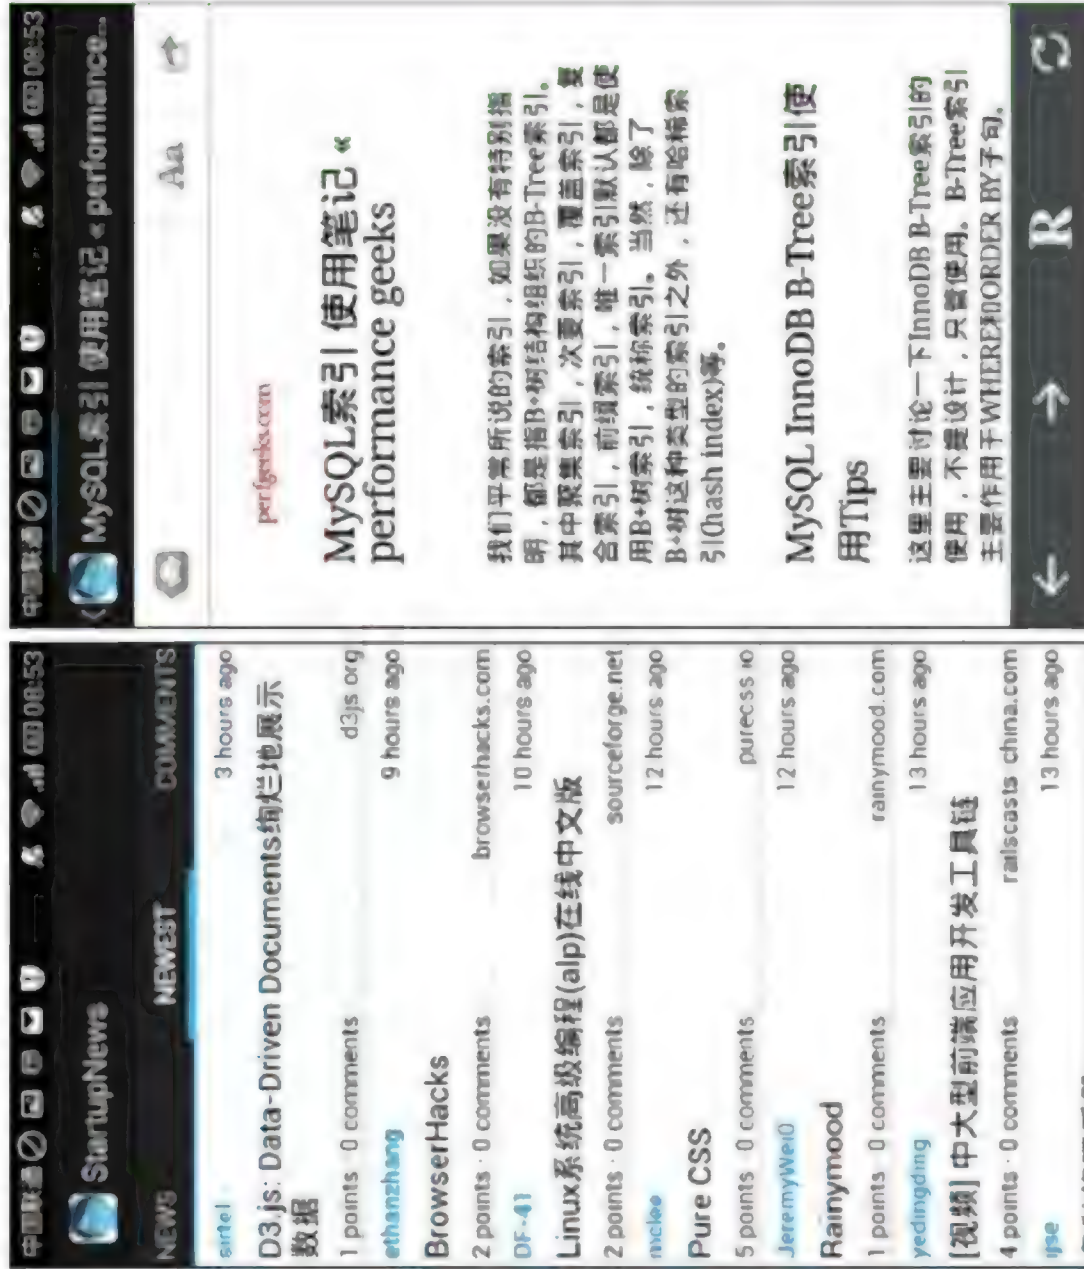 中国联通 08:53
StartupNews
NEWS NEWEST COMMENTS
3 hours ago
D3.js: Data-Driven Documents绚烂地展示
数据
1 points 0 comments d3js.org
ethanzhang 9 hours ago
BrowserHacks
2 points · 0 comments browserhacks.com
DF-41 10 hours ago
Linux系统高级编程(alp)在线中文版
2 points · 0 comments sourceforge.net
mclee 12 hours ago
Pure CSS
5 points 0 comments purecss.io
JeremyWei0 12 hours ago
Rainymood
1 points 0 comments rainymood.com
yedingding 13 hours ago
[视频] 中大型前端应用开发工具链
4 points · 0 comments railscasts-china.com
ijse 13 hours ago
中国联通 08:53
MySQL索引 使用笔记 « performance...
Aa
perfgeeks.com
MySQL索引 使用笔记 «
performance geeks
我们平常所说的索引，如果没有特别指
明，都是指B+树结构组织的B-Tree索引。
其中聚集索引，次要索引，覆盖索引，复
合索引，前缀索引，唯一索引默认都是使
用B+树索引，统称索引。当然，除了
B+树这种类型的索引之外，还有哈稀索
引(hash index)等。
MySQL InnoDB B-Tree索引使
用Tips
这里主要讨论一下InnoDB B-Tree索引的
使用，不提设计，只管使用。B-Tree索引
主要作用于WHERE和ORDER BY子句。
R